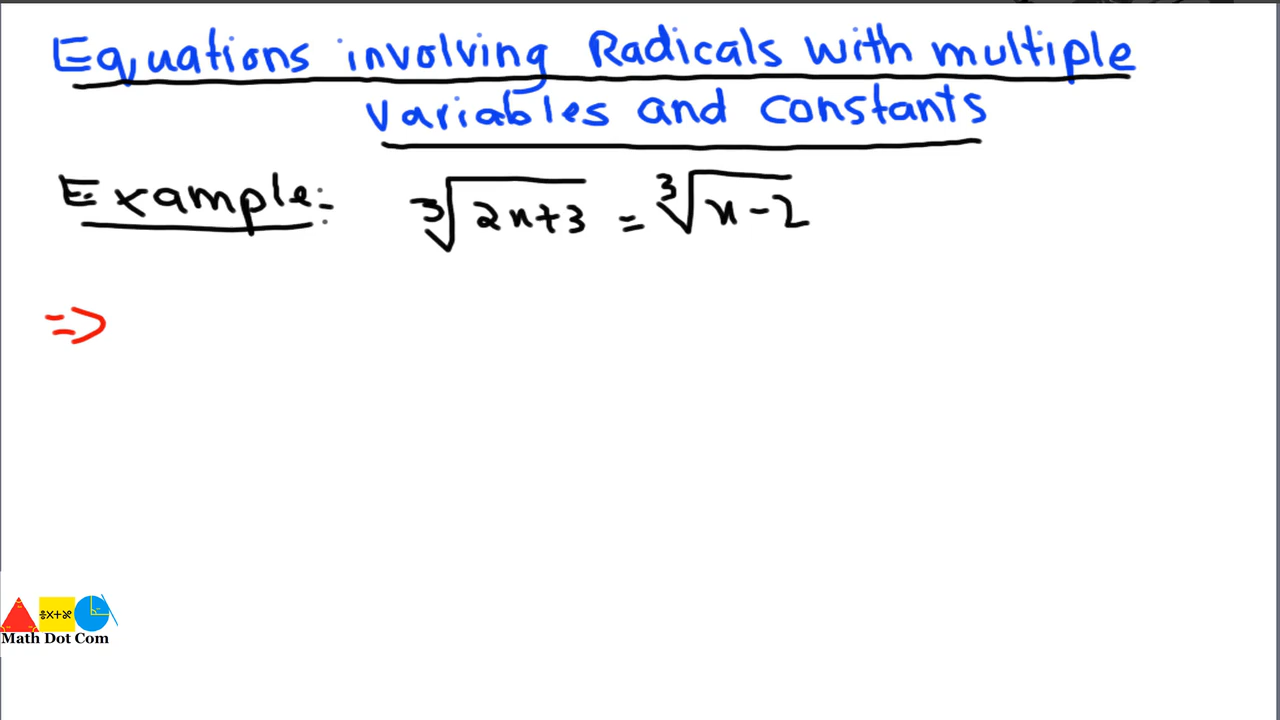 Equations involving Radicals with multiple
variables and constants
Example:- ∛(2x+3) = ∛(x-2)
=>
Math Dot Com